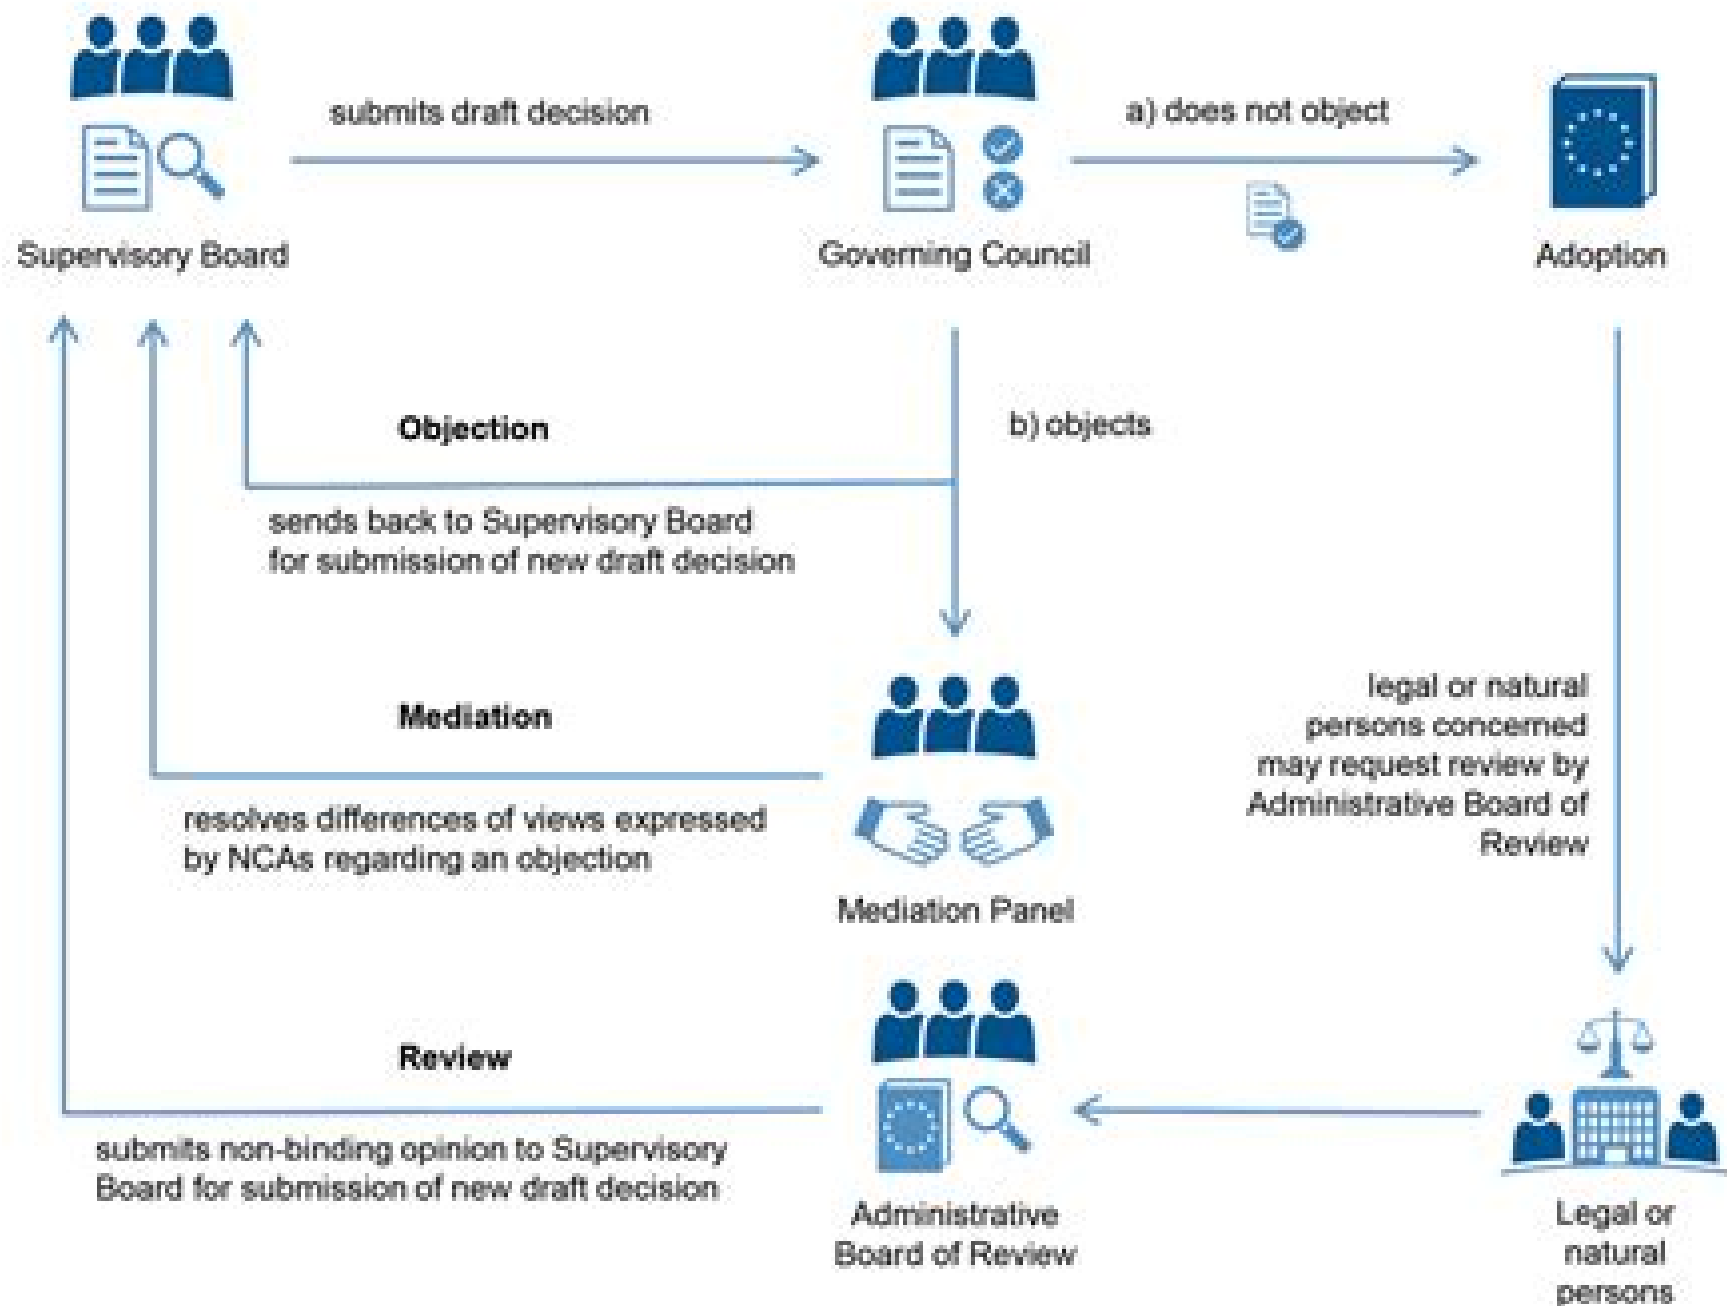 submits draft decision
a) does not object
Supervisory Board
Governing Council
Adoption
Objection
b) objects
sends back to Supervisory Board
for submission of new draft decision
Mediation
resolves differences of views expressed
by NCAs regarding an objection
Mediation Panel
legal or natural
persons concerned
may request review by
Administrative Board of
Review
Review
submits non-binding opinion to Supervisory
Board for submission of new draft decision
Administrative
Board of Review
Legal or
natural
persons